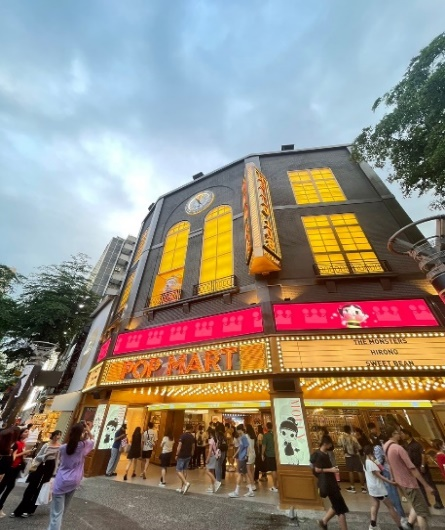 POP MART
THE MONSTERS
HIRONO
SWEET BEAN